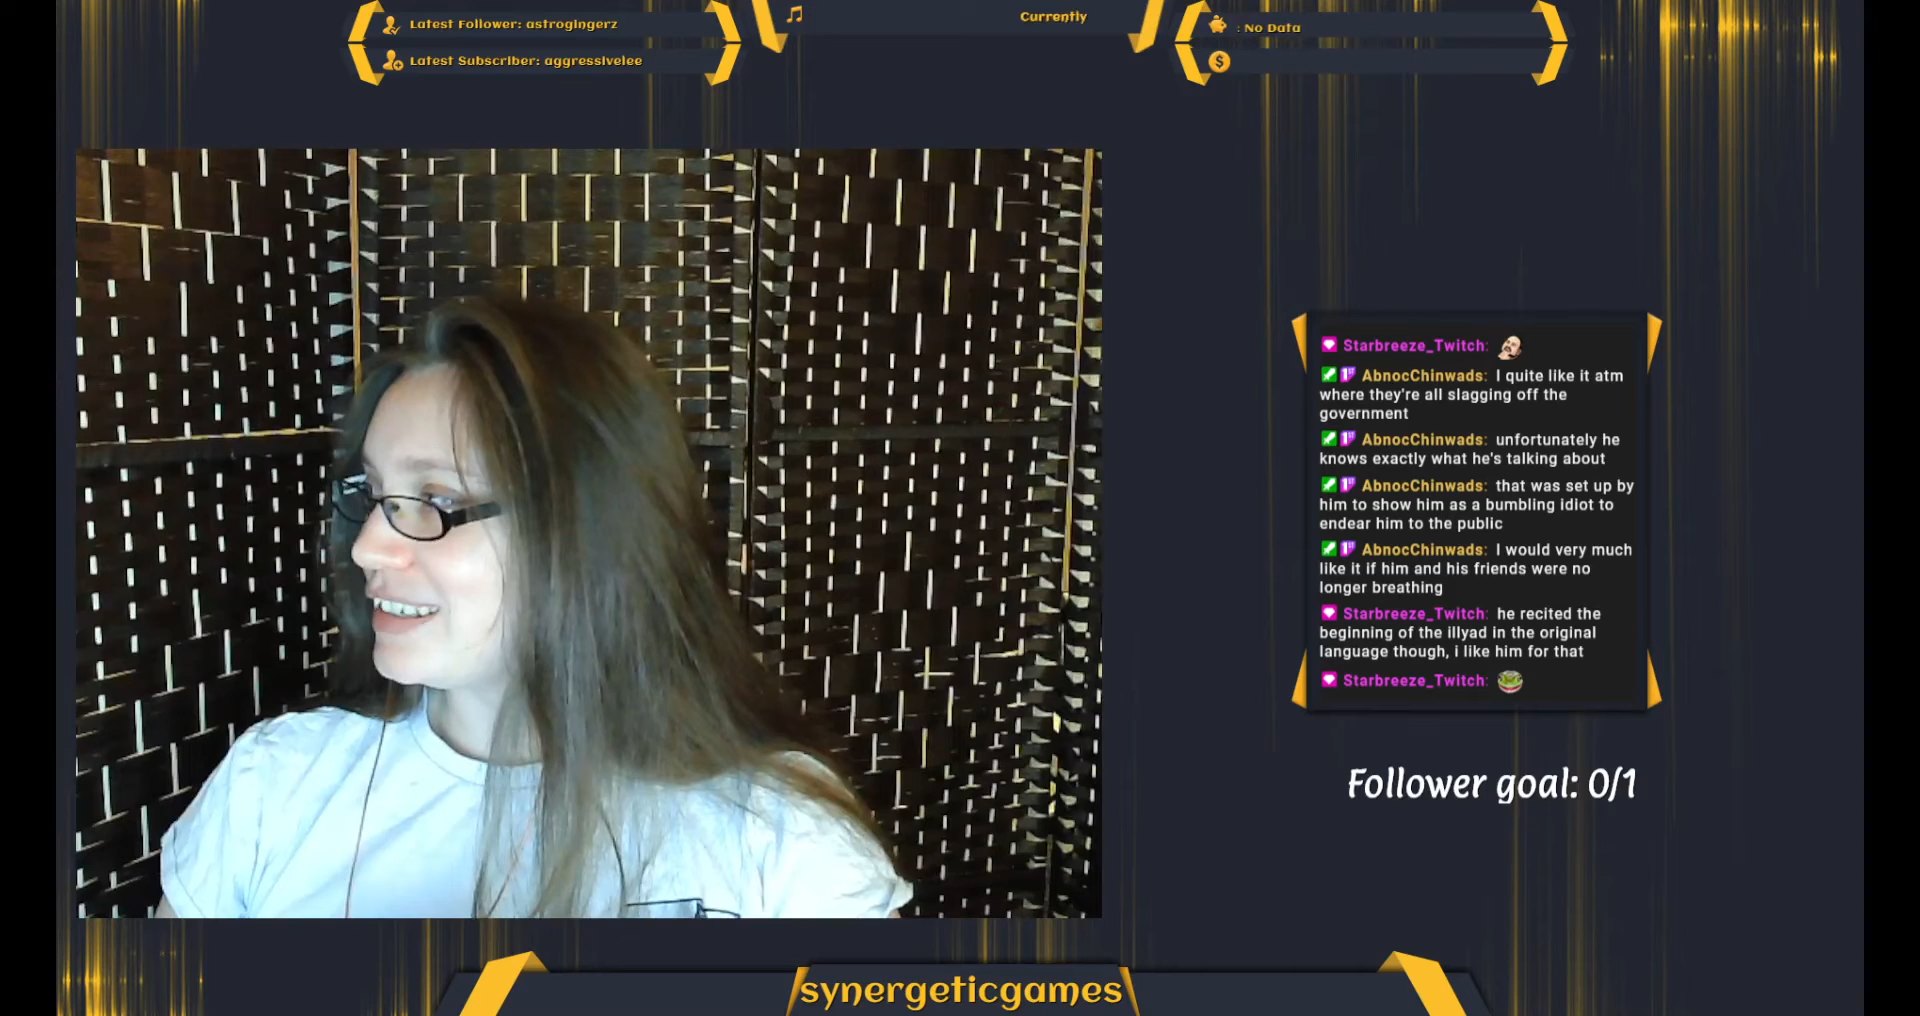 Latest Follower: astrogingerz
Latest Subscriber: aggressivelee
Currently
: No Data
$
Starbreeze_Twitch:
AbnocChinwads: I quite like it atm
where they're all slagging off the
government
AbnocChinwads: unfortunately he
knows exactly what he's talking about
AbnocChinwads: that was set up by
him to show him as a bumbling idiot to
endear him to the public
AbnocChinwads: I would very much
like it if him and his friends were no
longer breathing
Starbreeze_Twitch: he recited the
beginning of the illyad in the original
language though, i like him for that
Starbreeze_Twitch:
Follower goal: 0/1
synergeticgames